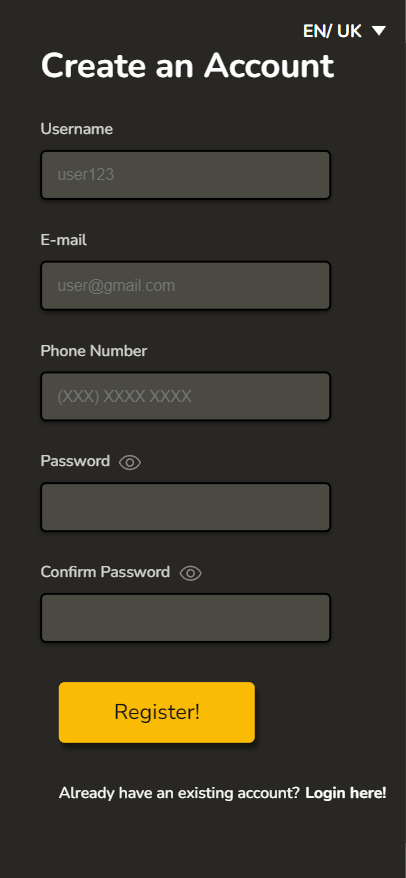 EN/ UK
Create an Account
Username
user123
E-mail
user@gmail.com
Phone Number
(XXX) XXXX XXXX
Password
Confirm Password
Register!
Already have an existing account? Login here!